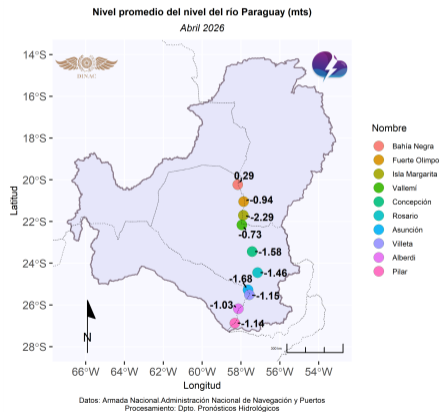 Nivel promedio del nivel del río Paraguay (mts)
Abril 2026
DINAC
14°S
16°S
18°S
20°S
22°S
24°S
26°S
28°S
Latitud
0.29
-0.94
-2.29
-0.73
-1.58
-1.46
-1.68
-1.15
-1.03
-1.14
N
66°W
64°W
62°W
60°W
58°W
56°W
54°W
Longitud
Nombre
Bahía Negra
Fuerte Olimpo
Isla Margarita
Vallemí
Concepción
Rosario
Asunción
Villeta
Alberdi
Pilar
Datos: Armada Nacional.Administración Nacional de Navegación y Puertos
Procesamiento: Dpto. Pronósticos Hidrológicos